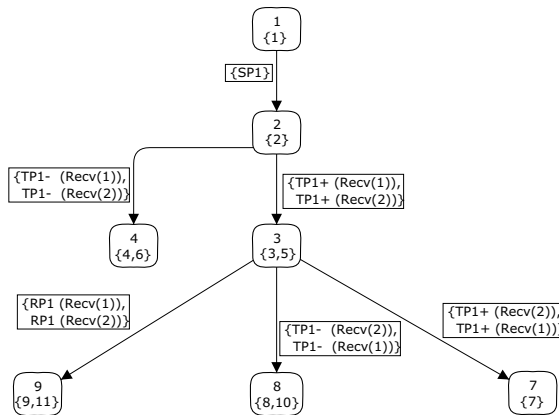 1
{1}
{SP1}
2
{2}
{TP1- (Recv(1)),
TP1- (Recv(2))}
{TP1+ (Recv(1)),
TP1+ (Recv(2))}
4
{4,6}
3
{3,5}
{RP1 (Recv(1)),
RP1 (Recv(2))}
{TP1- (Recv(2)),
TP1- (Recv(1))}
{TP1+ (Recv(2)),
TP1+ (Recv(1))}
9
{9,11}
8
{8,10}
7
{7}